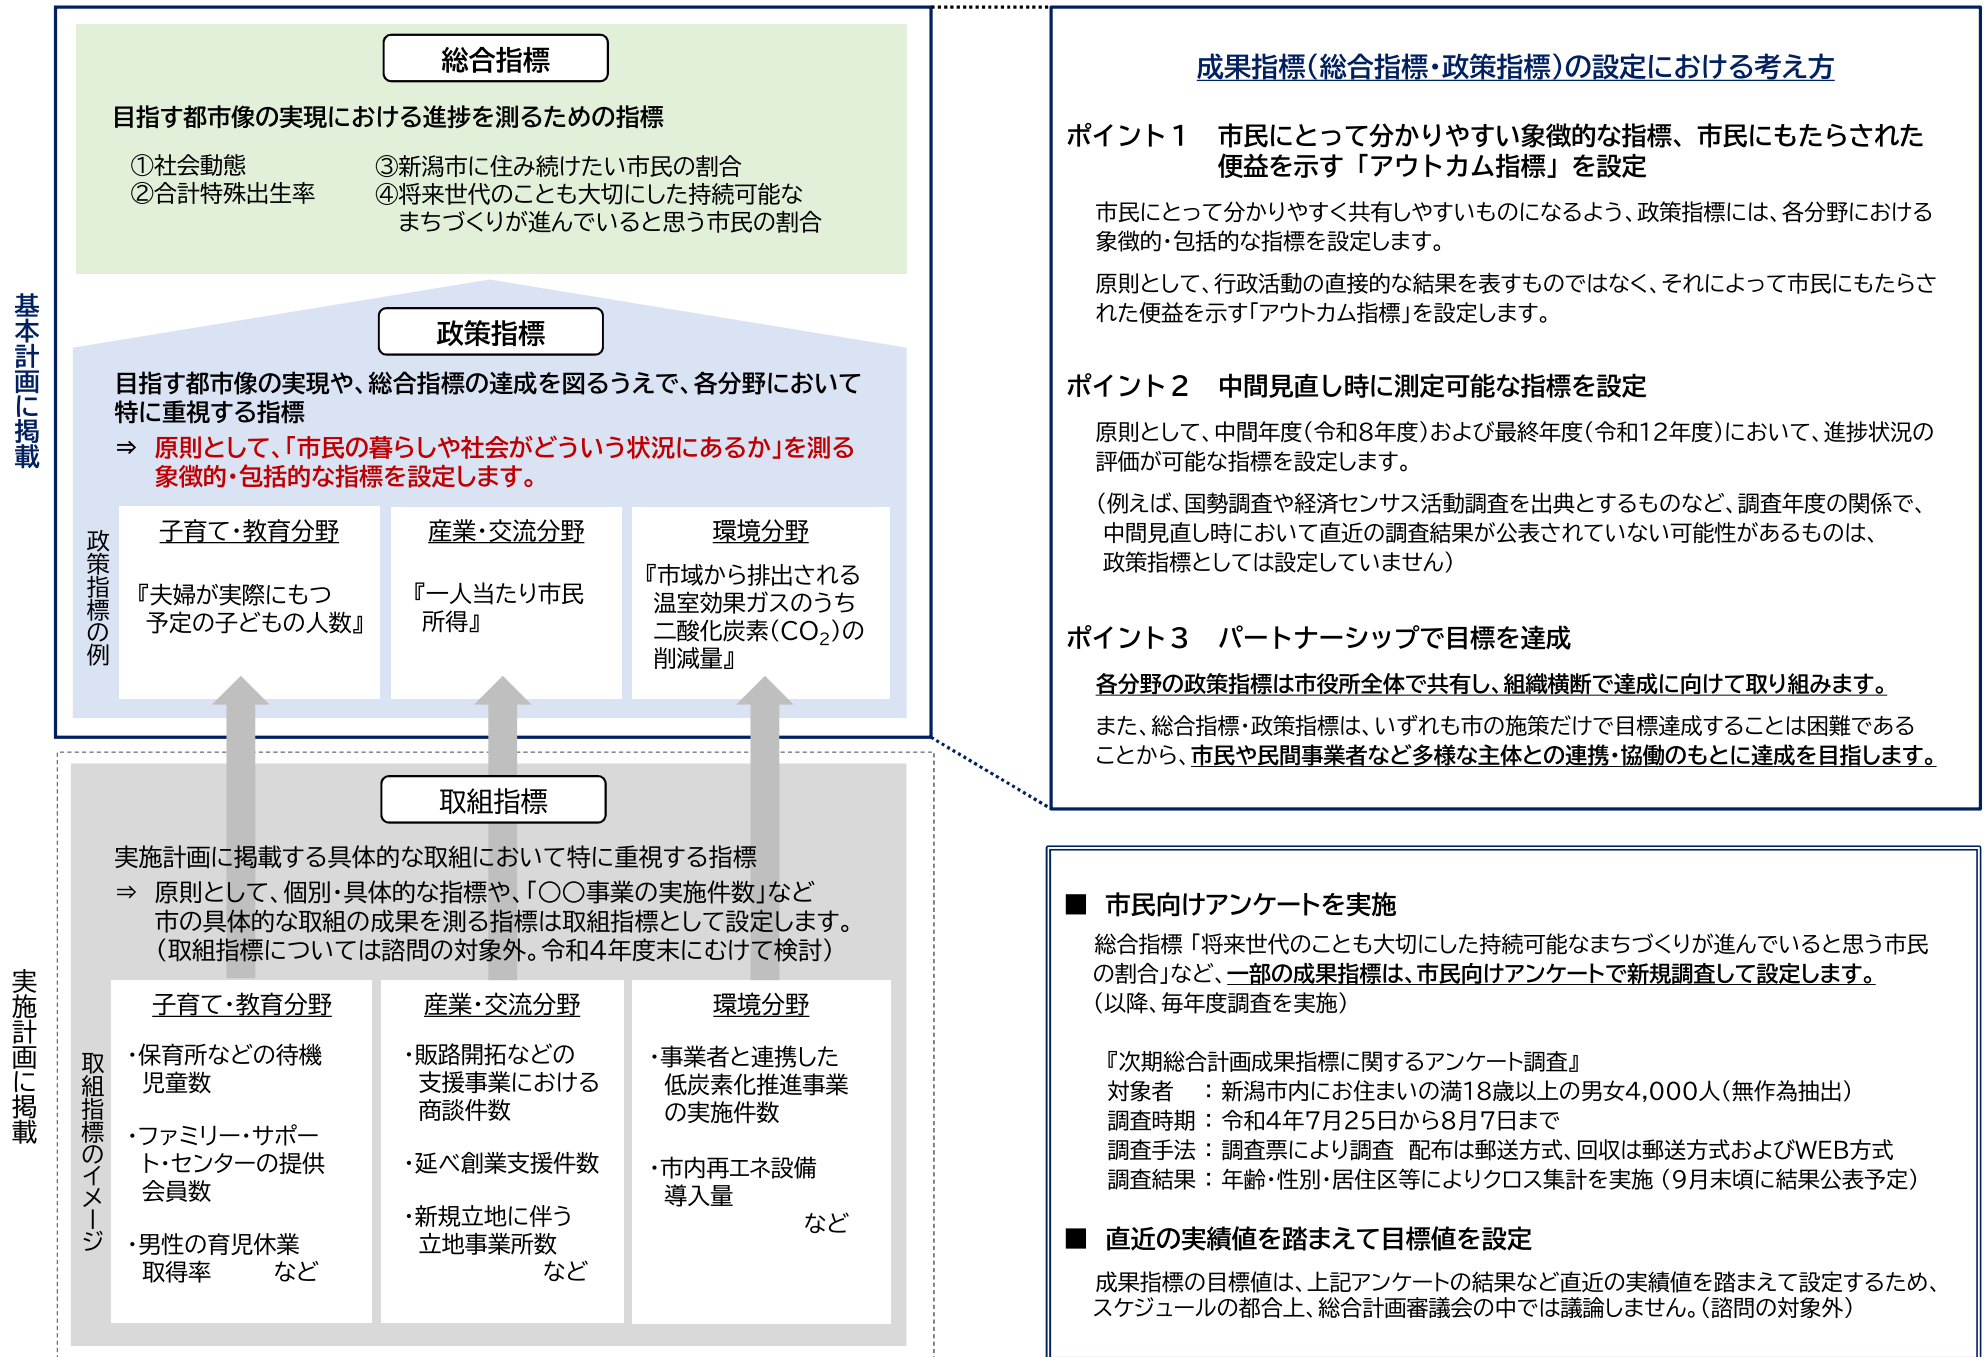 基本計画に掲載
総合指標
目指す都市像の実現における進捗を測るための指標
①社会動態
②合計特殊出生率
③新潟市に住み続けたい市民の割合
④将来世代のことも大切にした持続可能な
まちづくりが進んでいると思う市民の割合
政策指標
目指す都市像の実現や、総合指標の達成を図るうえで、各分野において
特に重視する指標
⇒ 原則として、「市民の暮らしや社会がどういう状況にあるか」を測る
象徴的・包括的な指標を設定します。
政策指標の例
子育て・教育分野
『夫婦が実際にもつ
予定の子どもの人数』
産業・交流分野
『一人当たり市民
所得』
環境分野
『市域から排出される
温室効果ガスのうち
二酸化炭素(CO₂)の
削減量』
実施計画に掲載
取組指標
実施計画に掲載する具体的な取組において特に重視する指標
⇒ 原則として、個別・具体的な指標や、「〇〇事業の実施件数」など
市の具体的な取組の成果を測る指標は取組指標として設定します。
(取組指標については諮問の対象外。令和4年度末にむけて検討)
取組指標のイメージ
子育て・教育分野
・保育所などの待機
児童数
・ファミリー・サポー
ト・センターの提供
会員数
・男性の育児休業
取得率 など
産業・交流分野
・販路開拓などの
支援事業における
商談件数
・延べ創業支援件数
・新規立地に伴う
立地事業所数
など
環境分野
・事業者と連携した
低炭素化推進事業
の実施件数
・市内再エネ設備
導入量
など
成果指標(総合指標・政策指標)の設定における考え方
ポイント1 市民にとって分かりやすい象徴的な指標、市民にもたらされた
便益を示す「アウトカム指標」を設定
市民にとって分かりやすく共有しやすいものになるよう、政策指標には、各分野における
象徴的・包括的な指標を設定します。
原則として、行政活動の直接的な結果を表すものではなく、それによって市民にもたらさ
れた便益を示す「アウトカム指標」を設定します。
ポイント2 中間見直し時に測定可能な指標を設定
原則として、中間年度(令和8年度)および最終年度(令和12年度)において、進捗状況の
評価が可能な指標を設定します。
(例えば、国勢調査や経済センサス活動調査を出典とするものなど、調査年度の関係で、
中間見直し時において直近の調査結果が公表されていない可能性があるものは、
政策指標としては設定していません)
ポイント3 パートナーシップで目標を達成
各分野の政策指標は市役所全体で共有し、組織横断で達成に向けて取り組みます。
また、総合指標・政策指標は、いずれも市の施策だけで目標達成することは困難である
ことから、市民や民間事業者など多様な主体との連携・協働のもとに達成を目指します。
■ 市民向けアンケートを実施
総合指標「将来世代のことも大切にした持続可能なまちづくりが進んでいると思う市民
の割合」など、一部の成果指標は、市民向けアンケートで新規調査して設定します。
(以降、毎年度調査を実施)
『次期総合計画成果指標に関するアンケート調査』
対象者 : 新潟市内にお住まいの満18歳以上の男女4,000人(無作為抽出)
調査時期 : 令和4年7月25日から8月7日まで
調査手法 : 調査票により調査 配布は郵送方式、回収は郵送方式およびWEB方式
調査結果 : 年齢・性別・居住区等によりクロス集計を実施 (9月末頃に結果公表予定)
■ 直近の実績値を踏まえて目標値を設定
成果指標の目標値は、上記アンケートの結果など直近の実績値を踏まえて設定するため、
スケジュールの都合上、総合計画審議会の中では議論しません。(諮問の対象外)